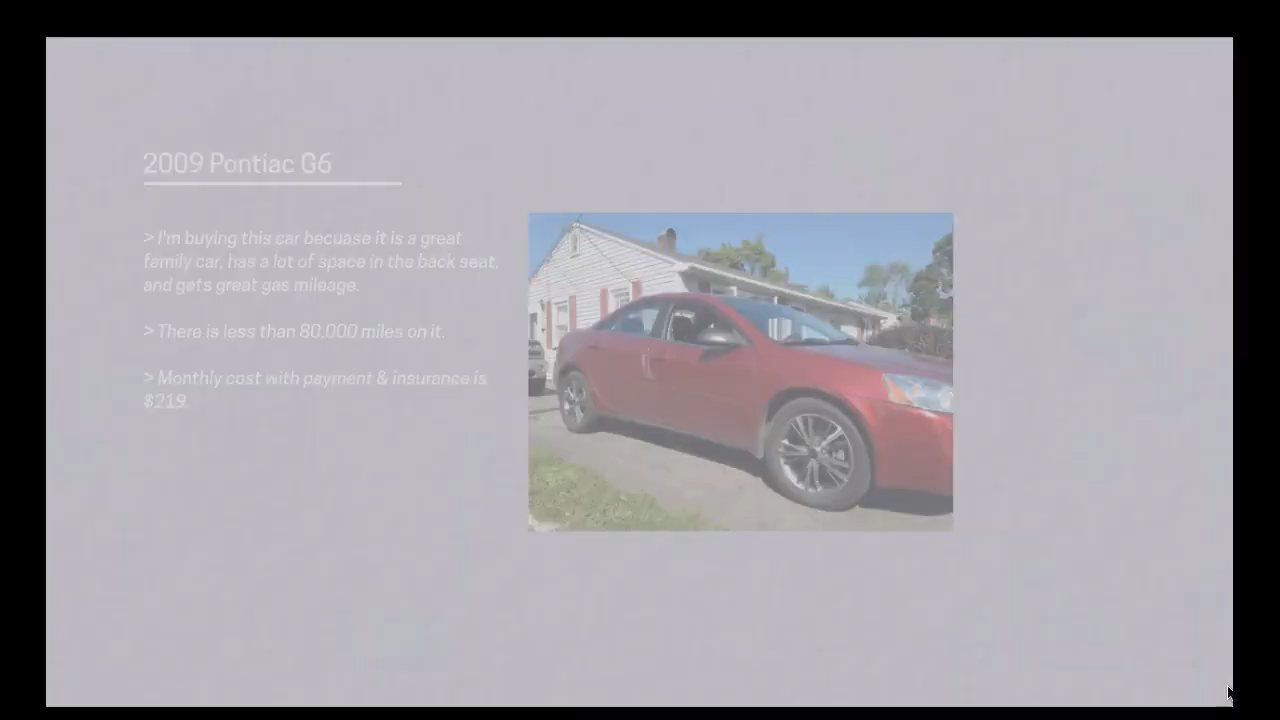 2009 Pontiac G6
> I'm buying this car becuase it is a great
family car, has a lot of space in the back seat,
and gets great gas mileage.
> There is less than 80,000 miles on it.
> Monthly cost with payment & insurance is
$219.